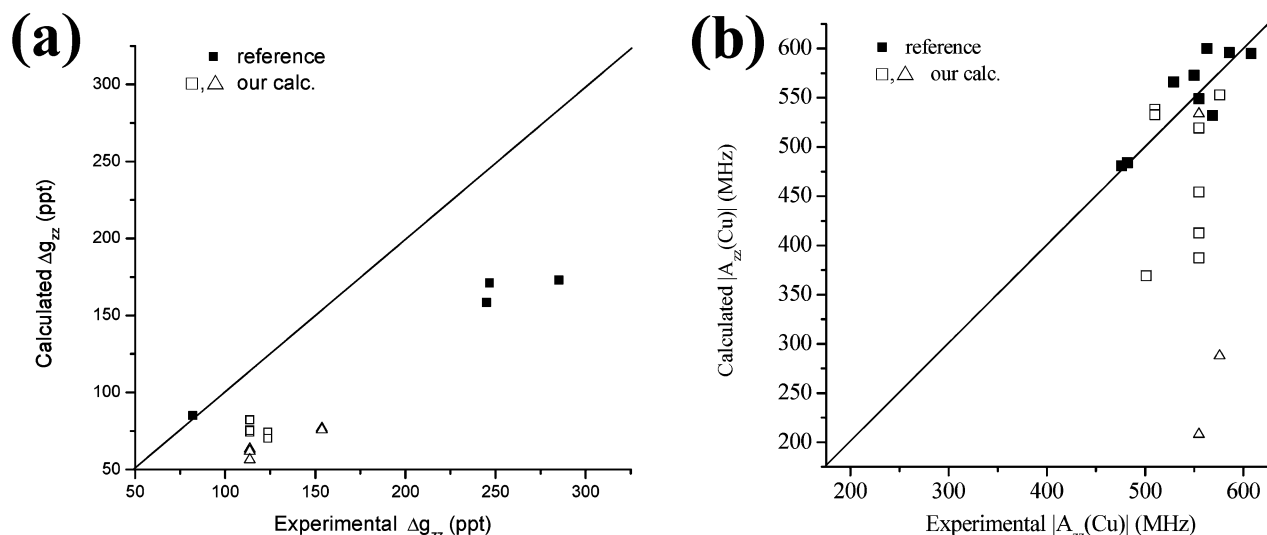 (a)
reference
our calc.
300
250
200
150
100
50
50 100 150 200 250 300
Calculated Δg_zz (ppt)
Experimental Δg_zz (ppt)
(b)
reference
our calc.
600
550
500
450
400
350
300
250
200
200 300 400 500 600
Calculated |A_zz(Cu)| (MHz)
Experimental |A_zz(Cu)| (MHz)